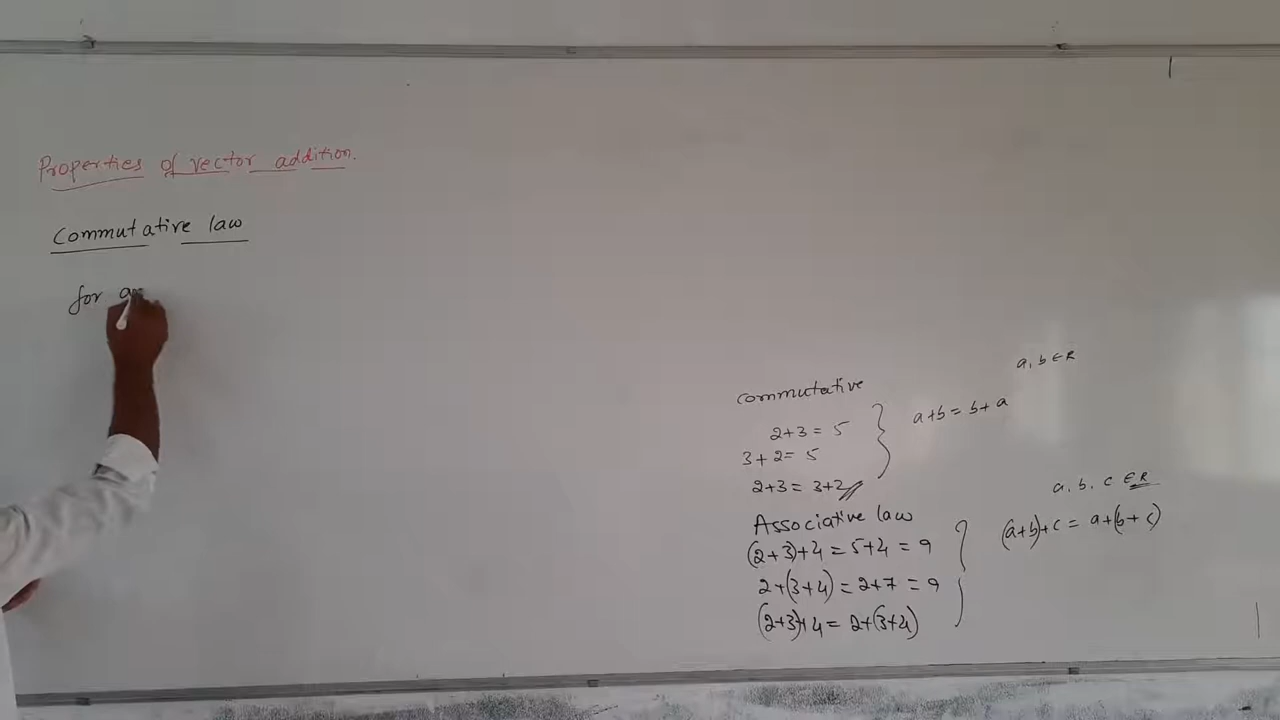 Properties of vector addition.
Commutative law
for
a, b ∈ R
commutative
2+3 = 5
a+b = b+a
3+2= 5
2+3 = 3+2
a, b, c ∈ R
Associative law
(a+b)+c = a+(b+c)
(2+3)+4 = 5+4 = 9
2+(3+4) = 2+7 = 9
(2+3)+4 = 2+(3+4)